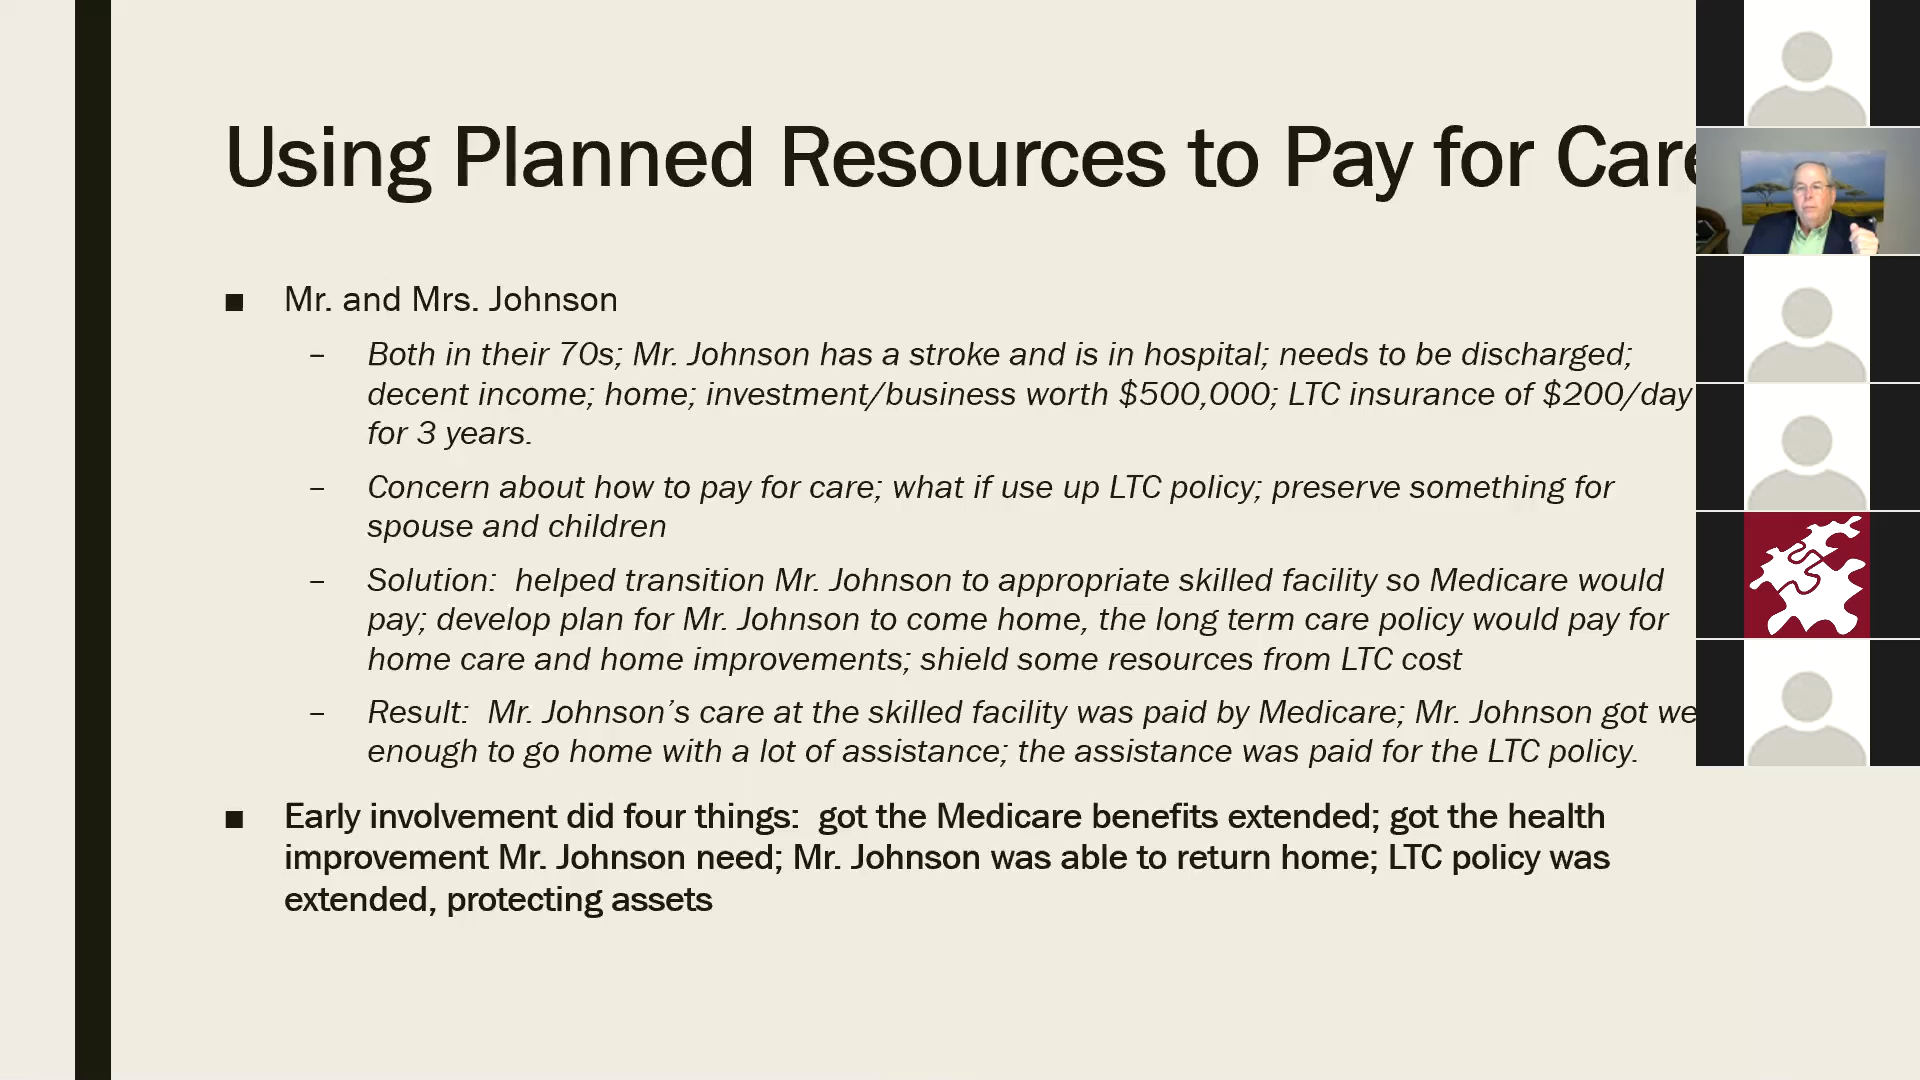 Using Planned Resources to Pay for Care
■ Mr. and Mrs. Johnson
– Both in their 70s; Mr. Johnson has a stroke and is in hospital; needs to be discharged;
decent income; home; investment/business worth $500,000; LTC insurance of $200/day
for 3 years.
– Concern about how to pay for care; what if use up LTC policy; preserve something for
spouse and children
– Solution:  helped transition Mr. Johnson to appropriate skilled facility so Medicare would
pay; develop plan for Mr. Johnson to come home, the long term care policy would pay for
home care and home improvements; shield some resources from LTC cost
– Result:  Mr. Johnson’s care at the skilled facility was paid by Medicare; Mr. Johnson got
enough to go home with a lot of assistance; the assistance was paid for the LTC policy.
■ Early involvement did four things:  got the Medicare benefits extended; got the health
improvement Mr. Johnson need; Mr. Johnson was able to return home; LTC policy was
extended, protecting assets